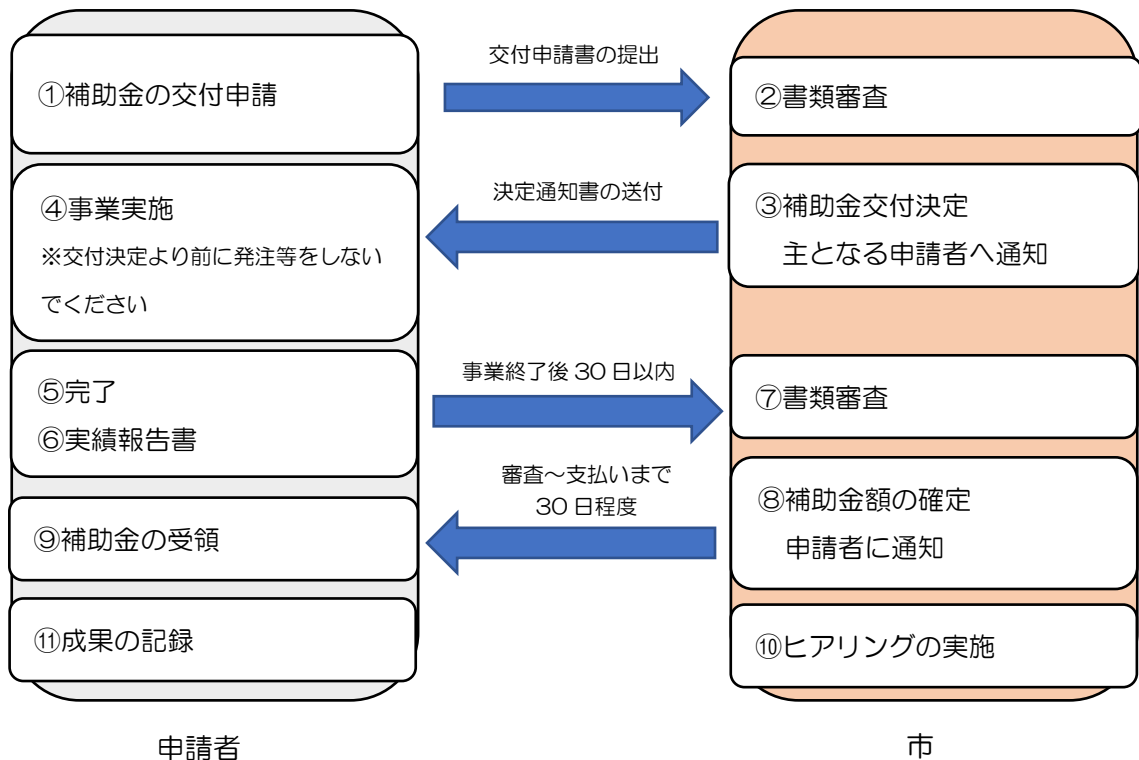 ①補助金の交付申請
交付申請書の提出
②書類審査
④事業実施
※交付決定より前に発注等をしない
でください
決定通知書の送付
③補助金交付決定
主となる申請者へ通知
⑤完了
⑥実績報告書
事業終了後 30 日以内
⑦書類審査
審査～支払いまで
30 日程度
⑧補助金額の確定
申請者に通知
⑨補助金の受領
⑪成果の記録
⑩ヒアリングの実施
申請者
市